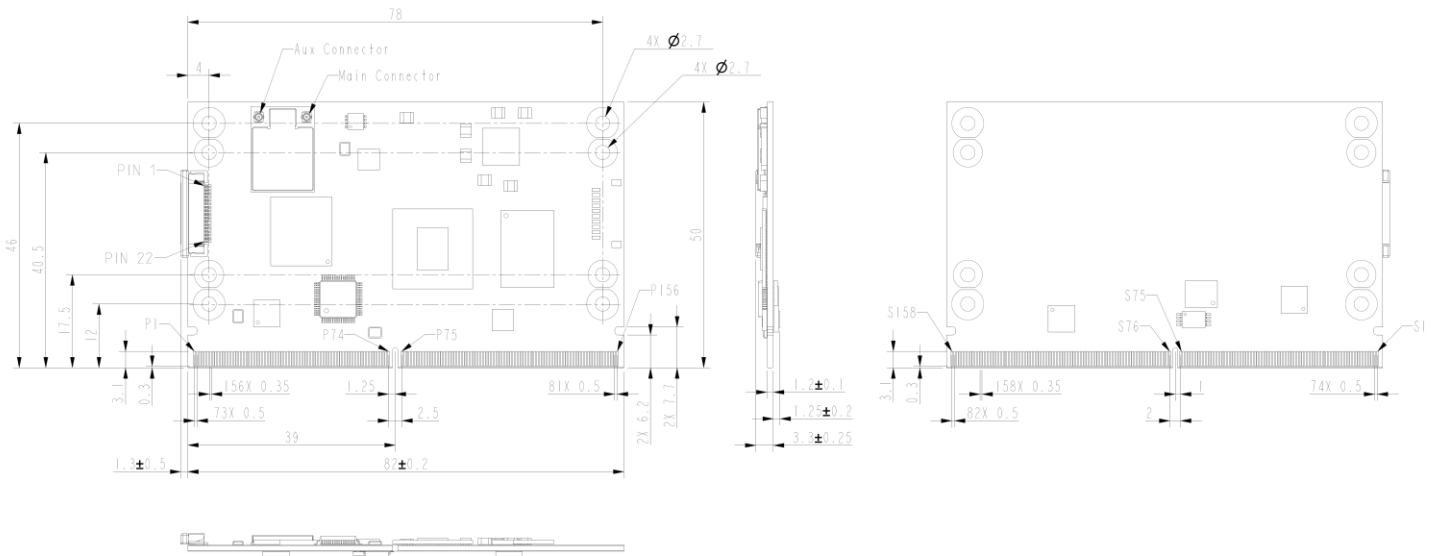 78
4X Ø2.7
Aux Connector
4X Ø2.7
4
Main Connector
PIN 1
46
40.5
50
PIN 22
17.5
12
P1
P74
P75
P156
S158
S75
S76
S1
3.1
0.3
156X 0.35
1.25
81X 0.5
73X 0.5
2.5
2X 6.2
2X 7.7
39
1.3±0.5
82±0.2
1.2±0.1
1.25±0.2
3.3±0.25
3.1
0.3
158X 0.35
1
74X 0.5
82X 0.5
2